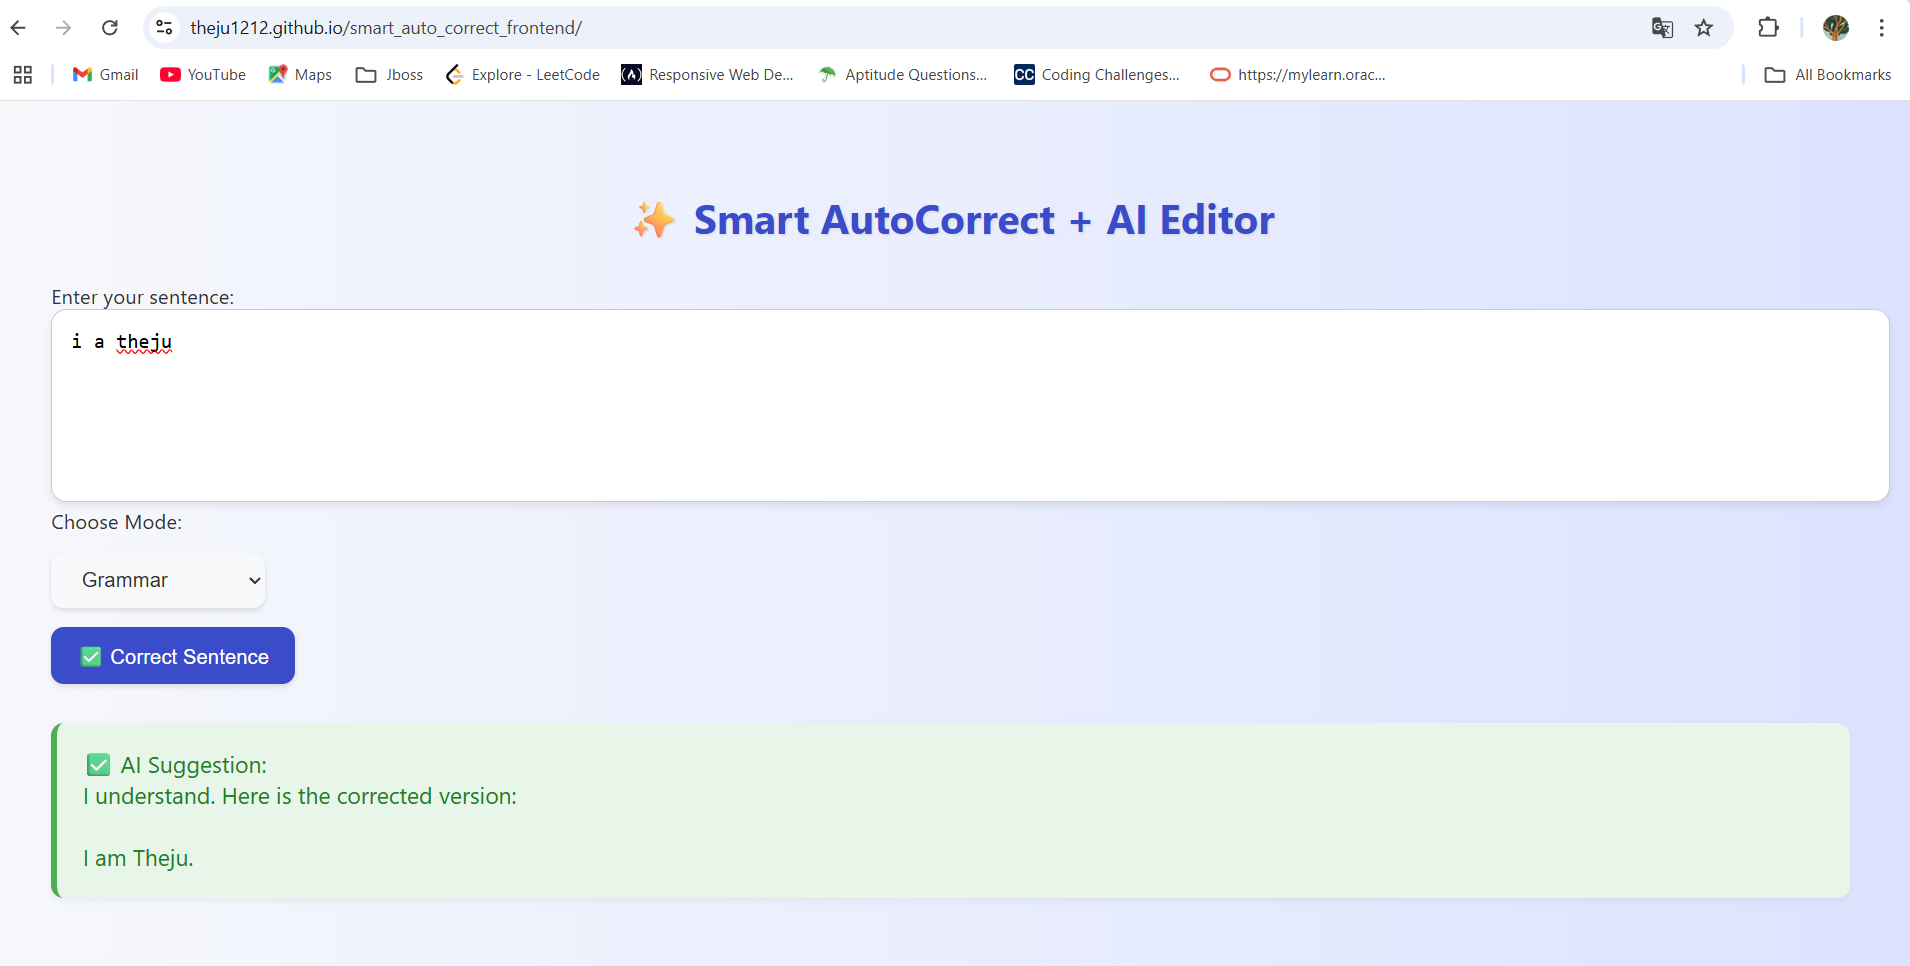 theju1212.github.io/smart_auto_correct_frontend/
Gmail YouTube Maps Jboss Explore - LeetCode Responsive Web De... Aptitude Questions... CC Coding Challenges... https://mylearn.orac... All Bookmarks
✨ Smart AutoCorrect + AI Editor
Enter your sentence:
i a theju
Choose Mode:
Grammar
✅ Correct Sentence
✅ AI Suggestion:
I understand. Here is the corrected version:
I am Theju.